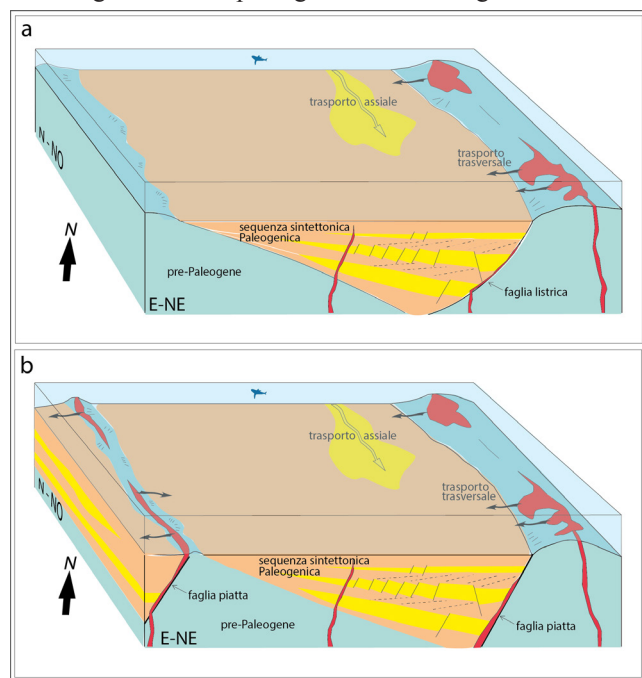 a
trasporto assiale
trasporto
trasversale
N - NO
N
sequenza sintettonica
Paleogenica
pre-Paleogene
faglia listrica
E-NE
b
trasporto assiale
trasporto
trasversale
N - NO
N
sequenza sintettonica
Paleogenica
faglia piatta
pre-Paleogene
faglia piatta
E-NE